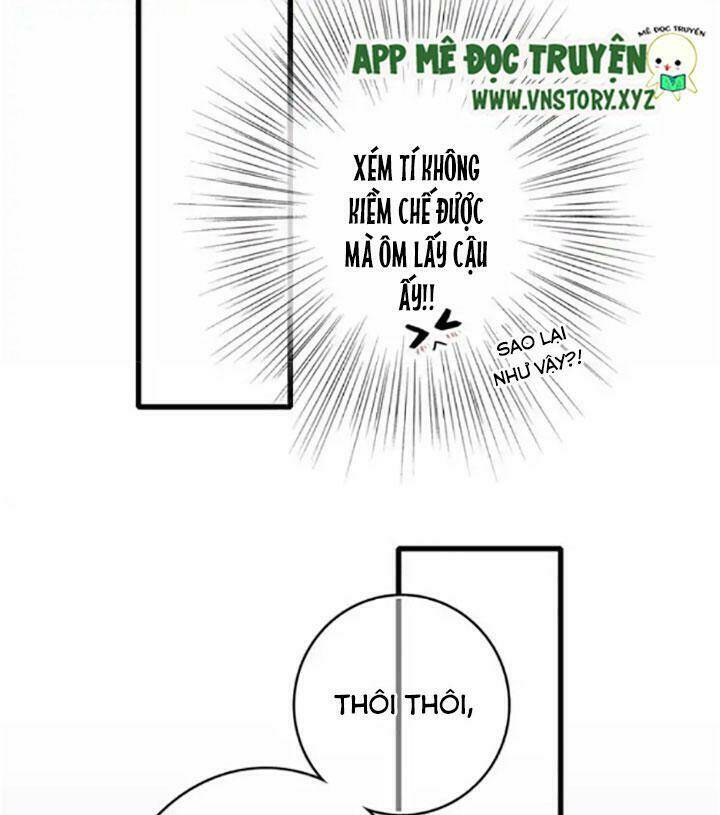 MÊ ĐỌC TRUYỆN
APP MÊ ĐỌC TRUYỆN
WWW.VNSTORY.XYZ
XÉM TÍ KHÔNG
KIỀM CHẾ ĐƯỢC
MÀ ÔM LẤY CẬU
ẤY!!
SAO LẠI
NHƯ VẬY?!
THÔI THÔI,